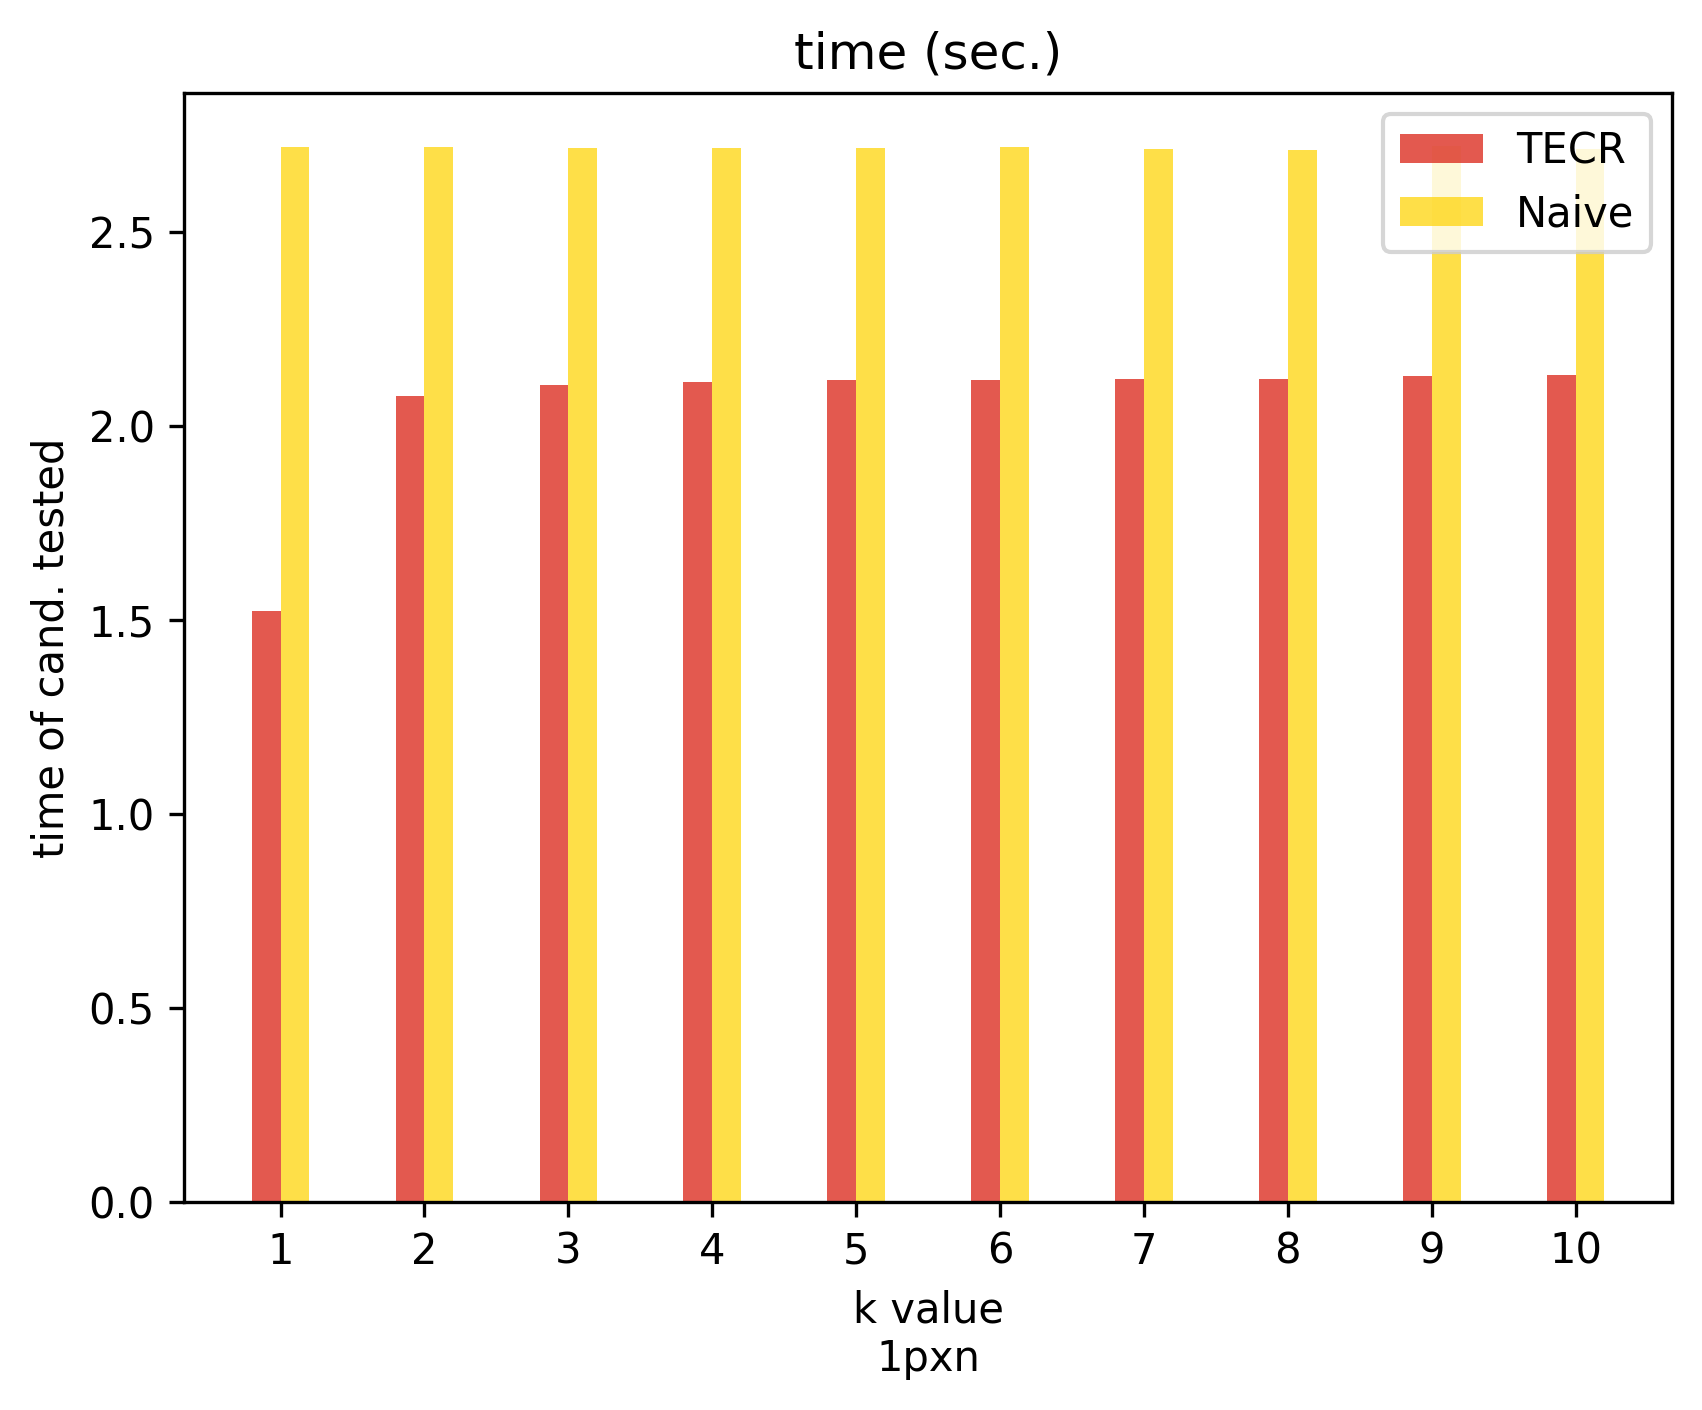 time (sec.)
TECR
Naive
time of cand. tested
2.5
2.0
1.5
1.0
0.5
0.0
1 2 3 4 5 6 7 8 9 10
k value
1pxn